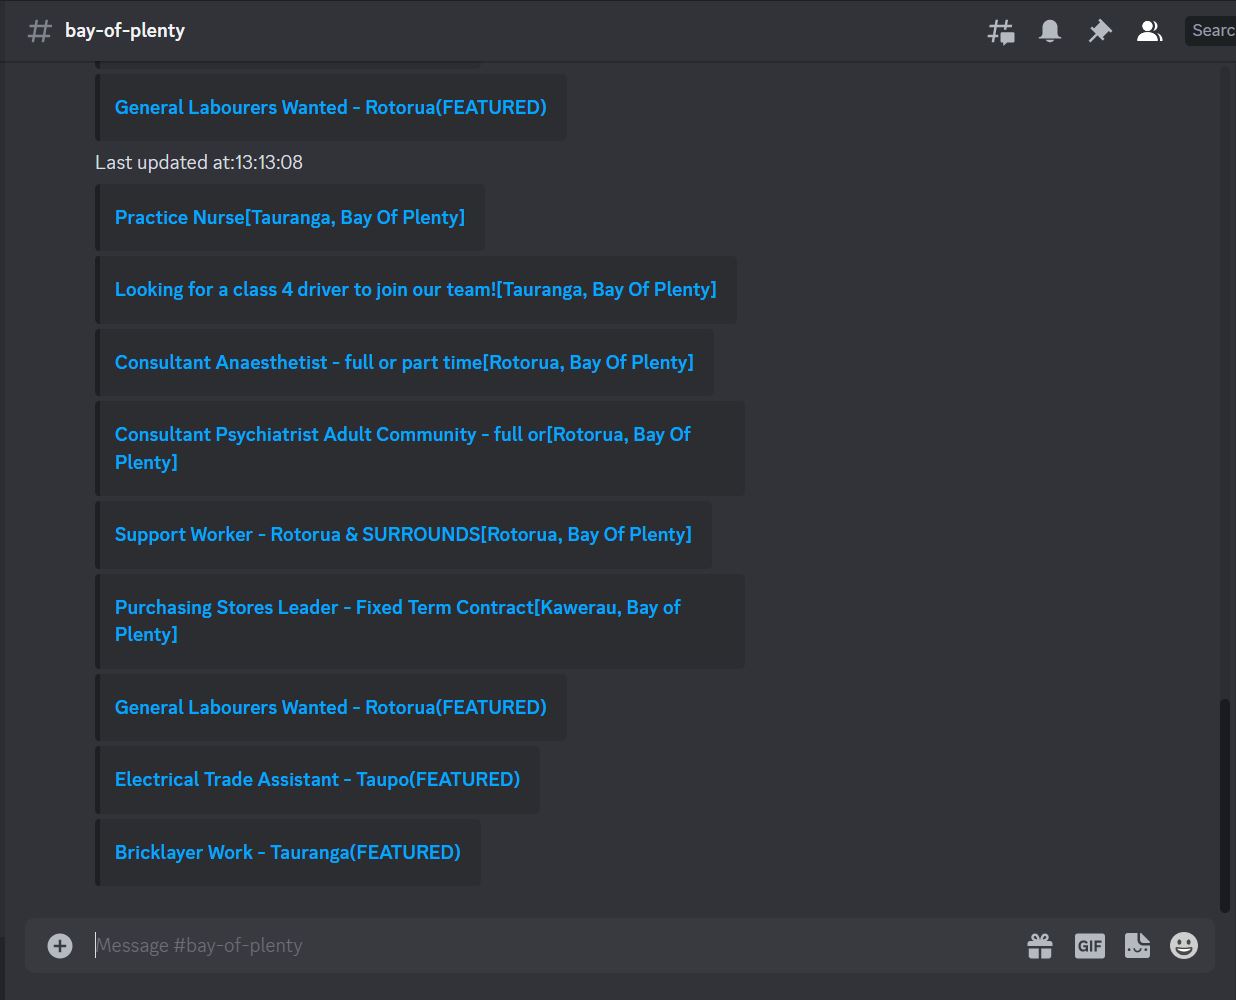 bay-of-plenty
Searc
General Labourers Wanted - Rotorua(FEATURED)
Last updated at:13:13:08
Practice Nurse[Tauranga, Bay Of Plenty]
Looking for a class 4 driver to join our team![Tauranga, Bay Of Plenty]
Consultant Anaesthetist - full or part time[Rotorua, Bay Of Plenty]
Consultant Psychiatrist Adult Community - full or[Rotorua, Bay Of
Plenty]
Support Worker - Rotorua & SURROUNDS[Rotorua, Bay Of Plenty]
Purchasing Stores Leader - Fixed Term Contract[Kawerau, Bay of
Plenty]
General Labourers Wanted - Rotorua(FEATURED)
Electrical Trade Assistant - Taupo(FEATURED)
Bricklayer Work - Tauranga(FEATURED)
Message #bay-of-plenty
GIF